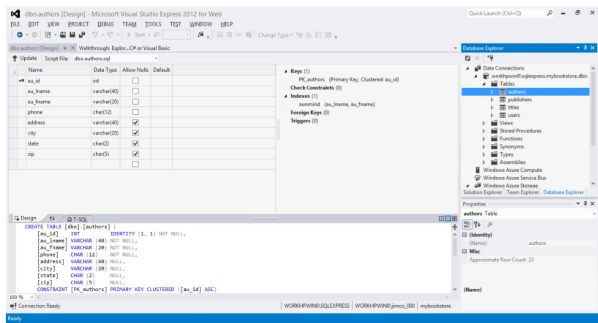 dbo.authors [Design] - Microsoft Visual Studio Express 2012 for Web
Quick Launch (Ctrl+Q)
FILE EDIT VIEW PROJECT DEBUG TEAM TOOLS TEST WINDOW HELP
Start
Change Type
dbo.authors [Design] Walkthrough: Explor...C# or Visual Basic
Update Script File: dbo.authors.sql
Name Data Type Allow Nulls Default
au_id int
au_lname varchar(40)
au_fname varchar(20)
phone char(12)
address varchar(40)
city varchar(20)
state char(2)
zip char(5)
Keys (1)
PK_authors (Primary Key, Clustered: au_id)
Check Constraints (0)
Indexes (1)
aunmind (au_lname, au_fname)
Foreign Keys (0)
Triggers (0)
Database Explorer
Data Connections
workhpwin8\sqlexpress.mybookstore.dbo
Tables
authors
publishers
titles
users
Views
Stored Procedures
Functions
Synonyms
Types
Assemblies
Windows Azure Compute
Windows Azure Service Bus
Windows Azure Storage
Solution Explorer Team Explorer Database Explorer
Properties
authors Table
(Identity)
(Name) authors
Misc
Approximate Row Count 23
(Name)
Design T-SQL
CREATE TABLE [dbo].[authors] (
[au_id] INT IDENTITY (1, 1) NOT NULL,
[au_lname] VARCHAR (40) NOT NULL,
[au_fname] VARCHAR (20) NOT NULL,
[phone] CHAR (12) NOT NULL,
[address] VARCHAR (40) NULL,
[city] VARCHAR (20) NULL,
[state] CHAR (2) NULL,
[zip] CHAR (5) NULL,
CONSTRAINT [PK_authors] PRIMARY KEY CLUSTERED ([au_id] ASC)
100 %
Connection Ready
WORKHPWIN8\SQLEXPRESS WORKHPWIN8\jimco_000 mybookstore
Ready